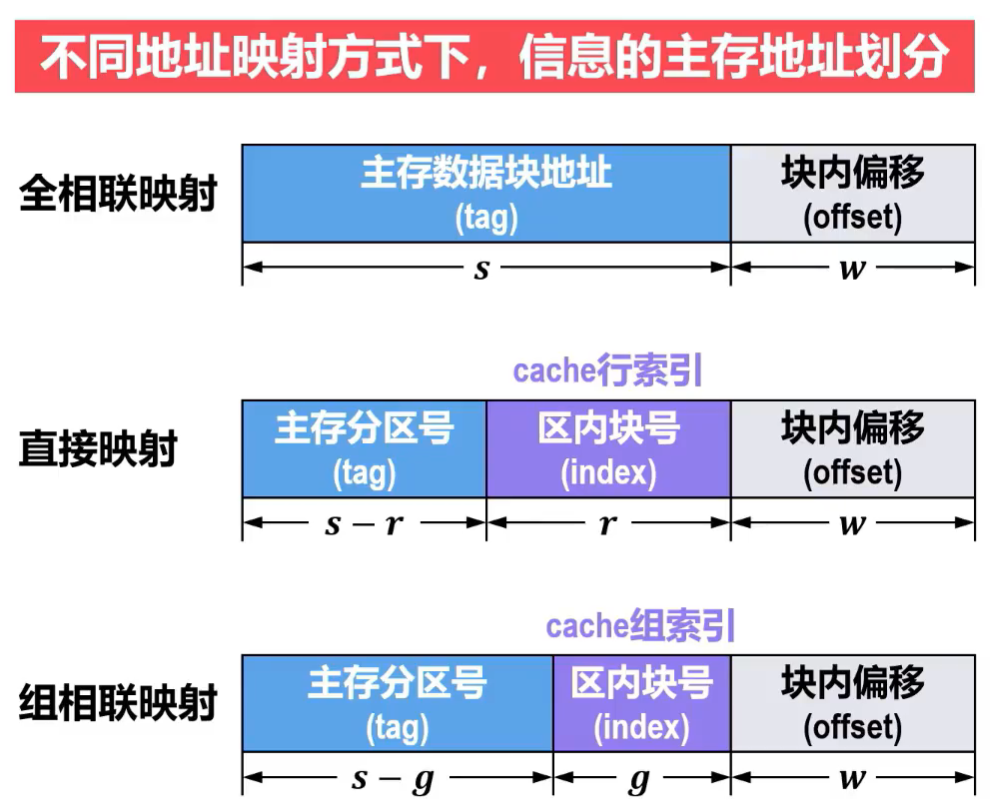 不同地址映射方式下，信息的主存地址划分
全相联映射
主存数据块地址
(tag)
块内偏移
(offset)
s
w
cache行索引
直接映射
主存分区号
(tag)
区内块号
(index)
块内偏移
(offset)
s − r
r
w
cache组索引
组相联映射
主存分区号
(tag)
区内块号
(index)
块内偏移
(offset)
s − g
g
w